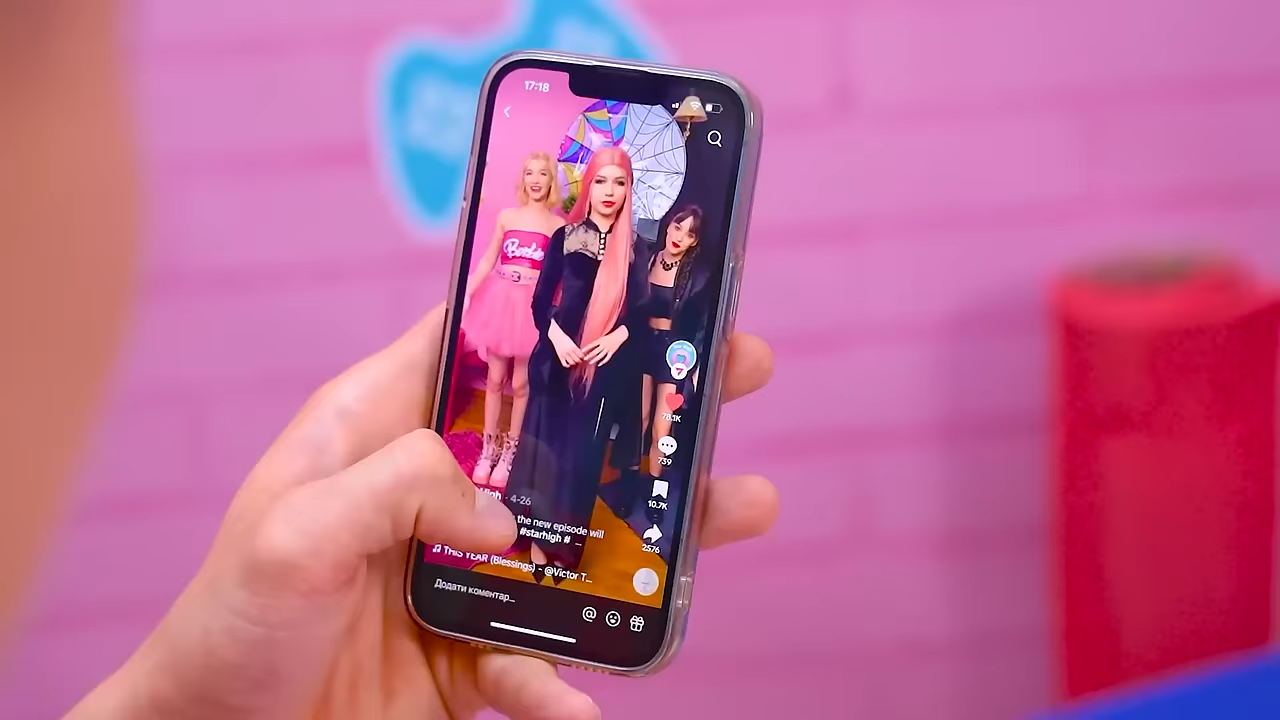 17:18
Barbie
78.1K
739
10.7K
High · 4-26
the new episode will
#starhigh # ...
2576
THIS YEAR (Blessings) - @Victor T...
Додати коментар...